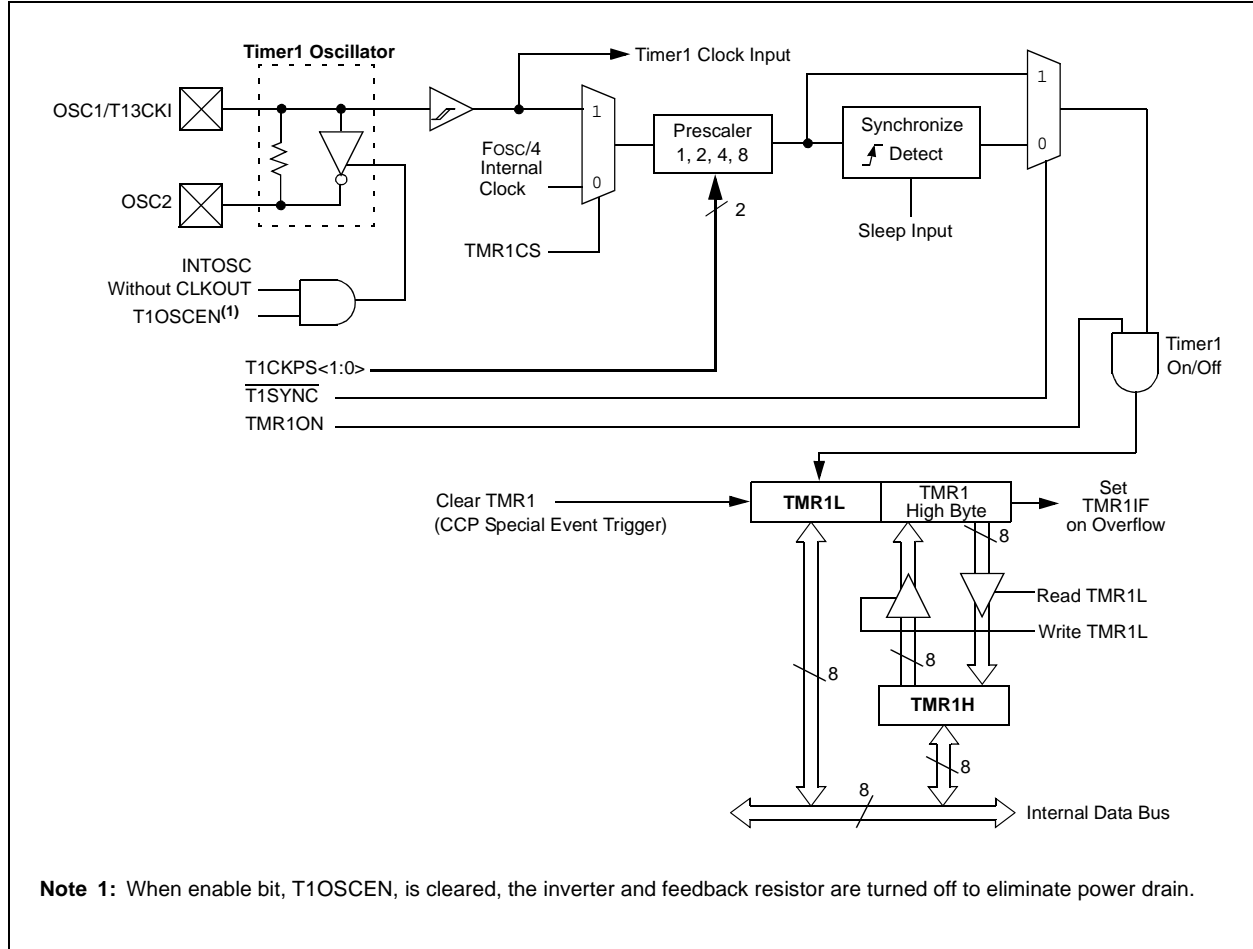 Timer1 Oscillator
Timer1 Clock Input
OSC1/T13CKI
1
FOSC/4
Internal
Clock
0
Prescaler
1, 2, 4, 8
Synchronize
Detect
1
0
OSC2
2
Sleep Input
TMR1CS
INTOSC
Without CLKOUT
T1OSCEN(1)
Timer1
On/Off
T1CKPS<1:0>
T1SYNC
TMR1ON
Clear TMR1
(CCP Special Event Trigger)
TMR1L
TMR1
High Byte
Set
TMR1IF
on Overflow
8
Read TMR1L
Write TMR1L
8
8
TMR1H
8
8
Internal Data Bus
Note 1: When enable bit, T1OSCEN, is cleared, the inverter and feedback resistor are turned off to eliminate power drain.